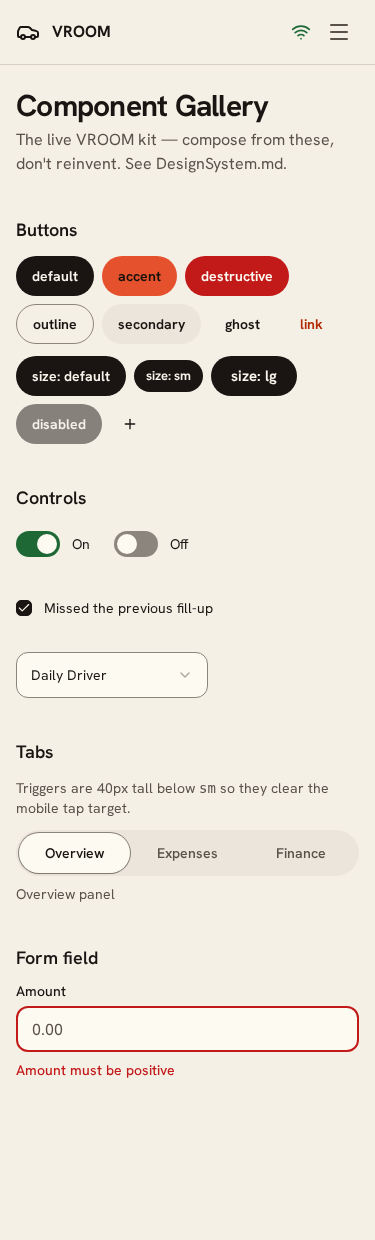 VROOM
Component Gallery
The live VROOM kit — compose from these,
don't reinvent. See DesignSystem.md.
Buttons
default accent destructive
outline secondary ghost link
size: default size: sm size: lg
disabled +
Controls
On Off
Missed the previous fill-up
Daily Driver
Tabs
Triggers are 40px tall below sm so they clear the
mobile tap target.
Overview Expenses Finance
Overview panel
Form field
Amount
0.00
Amount must be positive